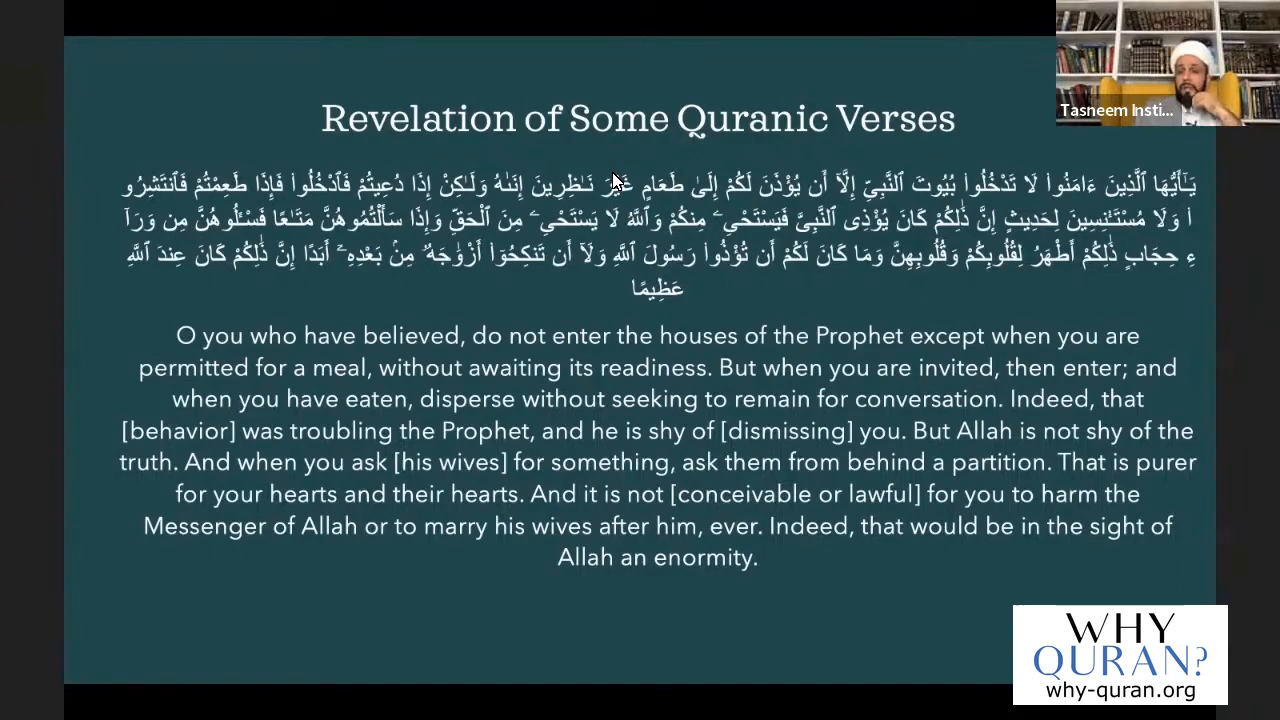 Tasneem Insti...
Revelation of Some Quranic Verses
يَـٰٓأَيُّهَا ٱلَّذِينَ ءَامَنُوا۟ لَا تَدْخُلُوا۟ بُيُوتَ ٱلنَّبِىِّ إِلَّآ أَن يُؤْذَنَ لَكُمْ إِلَىٰ طَعَامٍ غَيْرَ نَـٰظِرِينَ إِنَىٰهُ وَلَـٰكِنْ إِذَا دُعِيتُمْ فَٱدْخُلُوا۟ فَإِذَا طَعِمْتُمْ فَٱنتَشِرُو
ا۟ وَلَا مُسْتَـْٔنِسِينَ لِحَدِيثٍ إِنَّ ذَٰلِكُمْ كَانَ يُؤْذِى ٱلنَّبِىَّ فَيَسْتَحْىِۦ مِنكُمْ وَٱللَّهُ لَا يَسْتَحْىِۦ مِنَ ٱلْحَقِّ وَإِذَا سَأَلْتُمُوهُنَّ مَتَـٰعًا فَسْـَٔلُوهُنَّ مِن وَرَآ
ءِ حِجَابٍ ذَٰلِكُمْ أَطْهَرُ لِقُلُوبِكُمْ وَقُلُوبِهِنَّ وَمَا كَانَ لَكُمْ أَن تُؤْذُوا۟ رَسُولَ ٱللَّهِ وَلَآ أَن تَنكِحُوٓا۟ أَزْوَٰجَهُۥ مِنۢ بَعْدِهِۦٓ أَبَدًا إِنَّ ذَٰلِكُمْ كَانَ عِندَ ٱللَّهِ
عَظِيمًا
O you who have believed, do not enter the houses of the Prophet except when you are
permitted for a meal, without awaiting its readiness. But when you are invited, then enter; and
when you have eaten, disperse without seeking to remain for conversation. Indeed, that
[behavior] was troubling the Prophet, and he is shy of [dismissing] you. But Allah is not shy of the
truth. And when you ask [his wives] for something, ask them from behind a partition. That is purer
for your hearts and their hearts. And it is not [conceivable or lawful] for you to harm the
Messenger of Allah or to marry his wives after him, ever. Indeed, that would be in the sight of
Allah an enormity.
WHY
QURAN?
why-quran.org